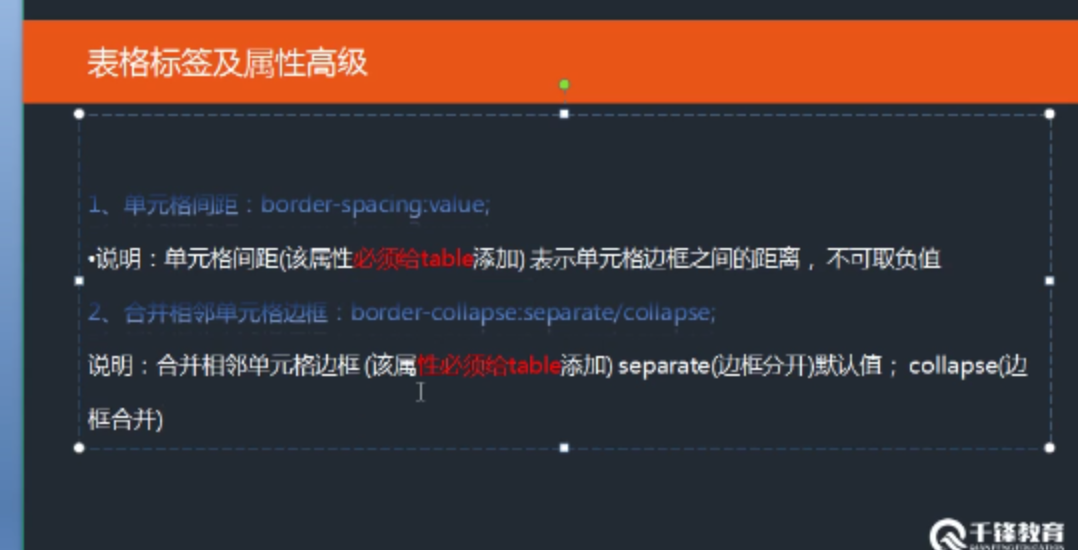 表格标签及属性高级
1、单元格间距：border-spacing:value;
•说明：单元格间距(该属性必须给table添加) 表示单元格边框之间的距离，不可取负值
2、合并相邻单元格边框：border-collapse:separate/collapse;
说明：合并相邻单元格边框 (该属性必须给table添加) separate(边框分开)默认值； collapse(边
框合并)
千锋教育